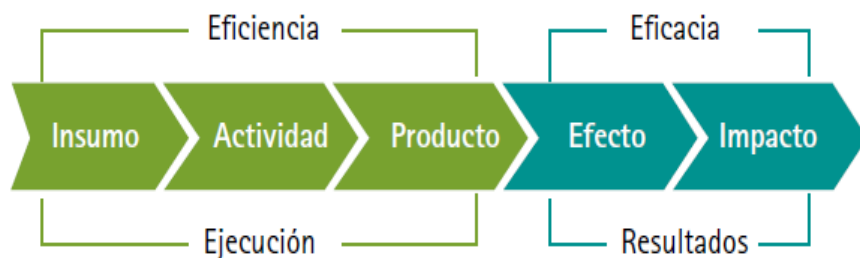 Eficiencia Eficacia
Insumo Actividad Producto Efecto Impacto
Ejecución Resultados